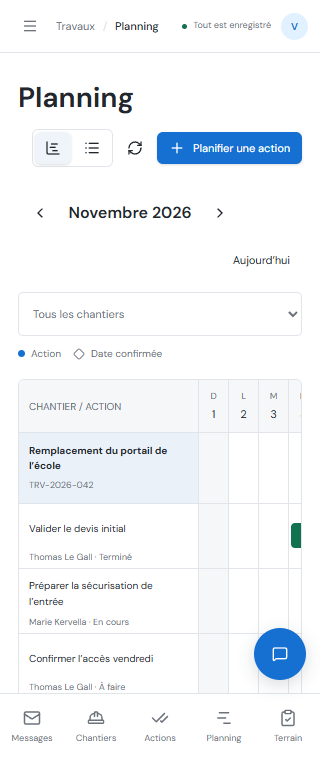 Travaux / Planning
Tout est enregistré
V
Planning
Planifier une action
Novembre 2026
Aujourd'hui
Tous les chantiers
Action
Date confirmée
CHANTIER / ACTION
D L M
1 2 3
Remplacement du portail de
l'école
TRV-2026-042
Valider le devis initial
Thomas Le Gall · Terminé
Préparer la sécurisation de
l'entrée
Marie Kervella · En cours
Confirmer l'accès vendredi
Thomas Le Gall · À faire
Messages
Chantiers
Actions
Planning
Terrain